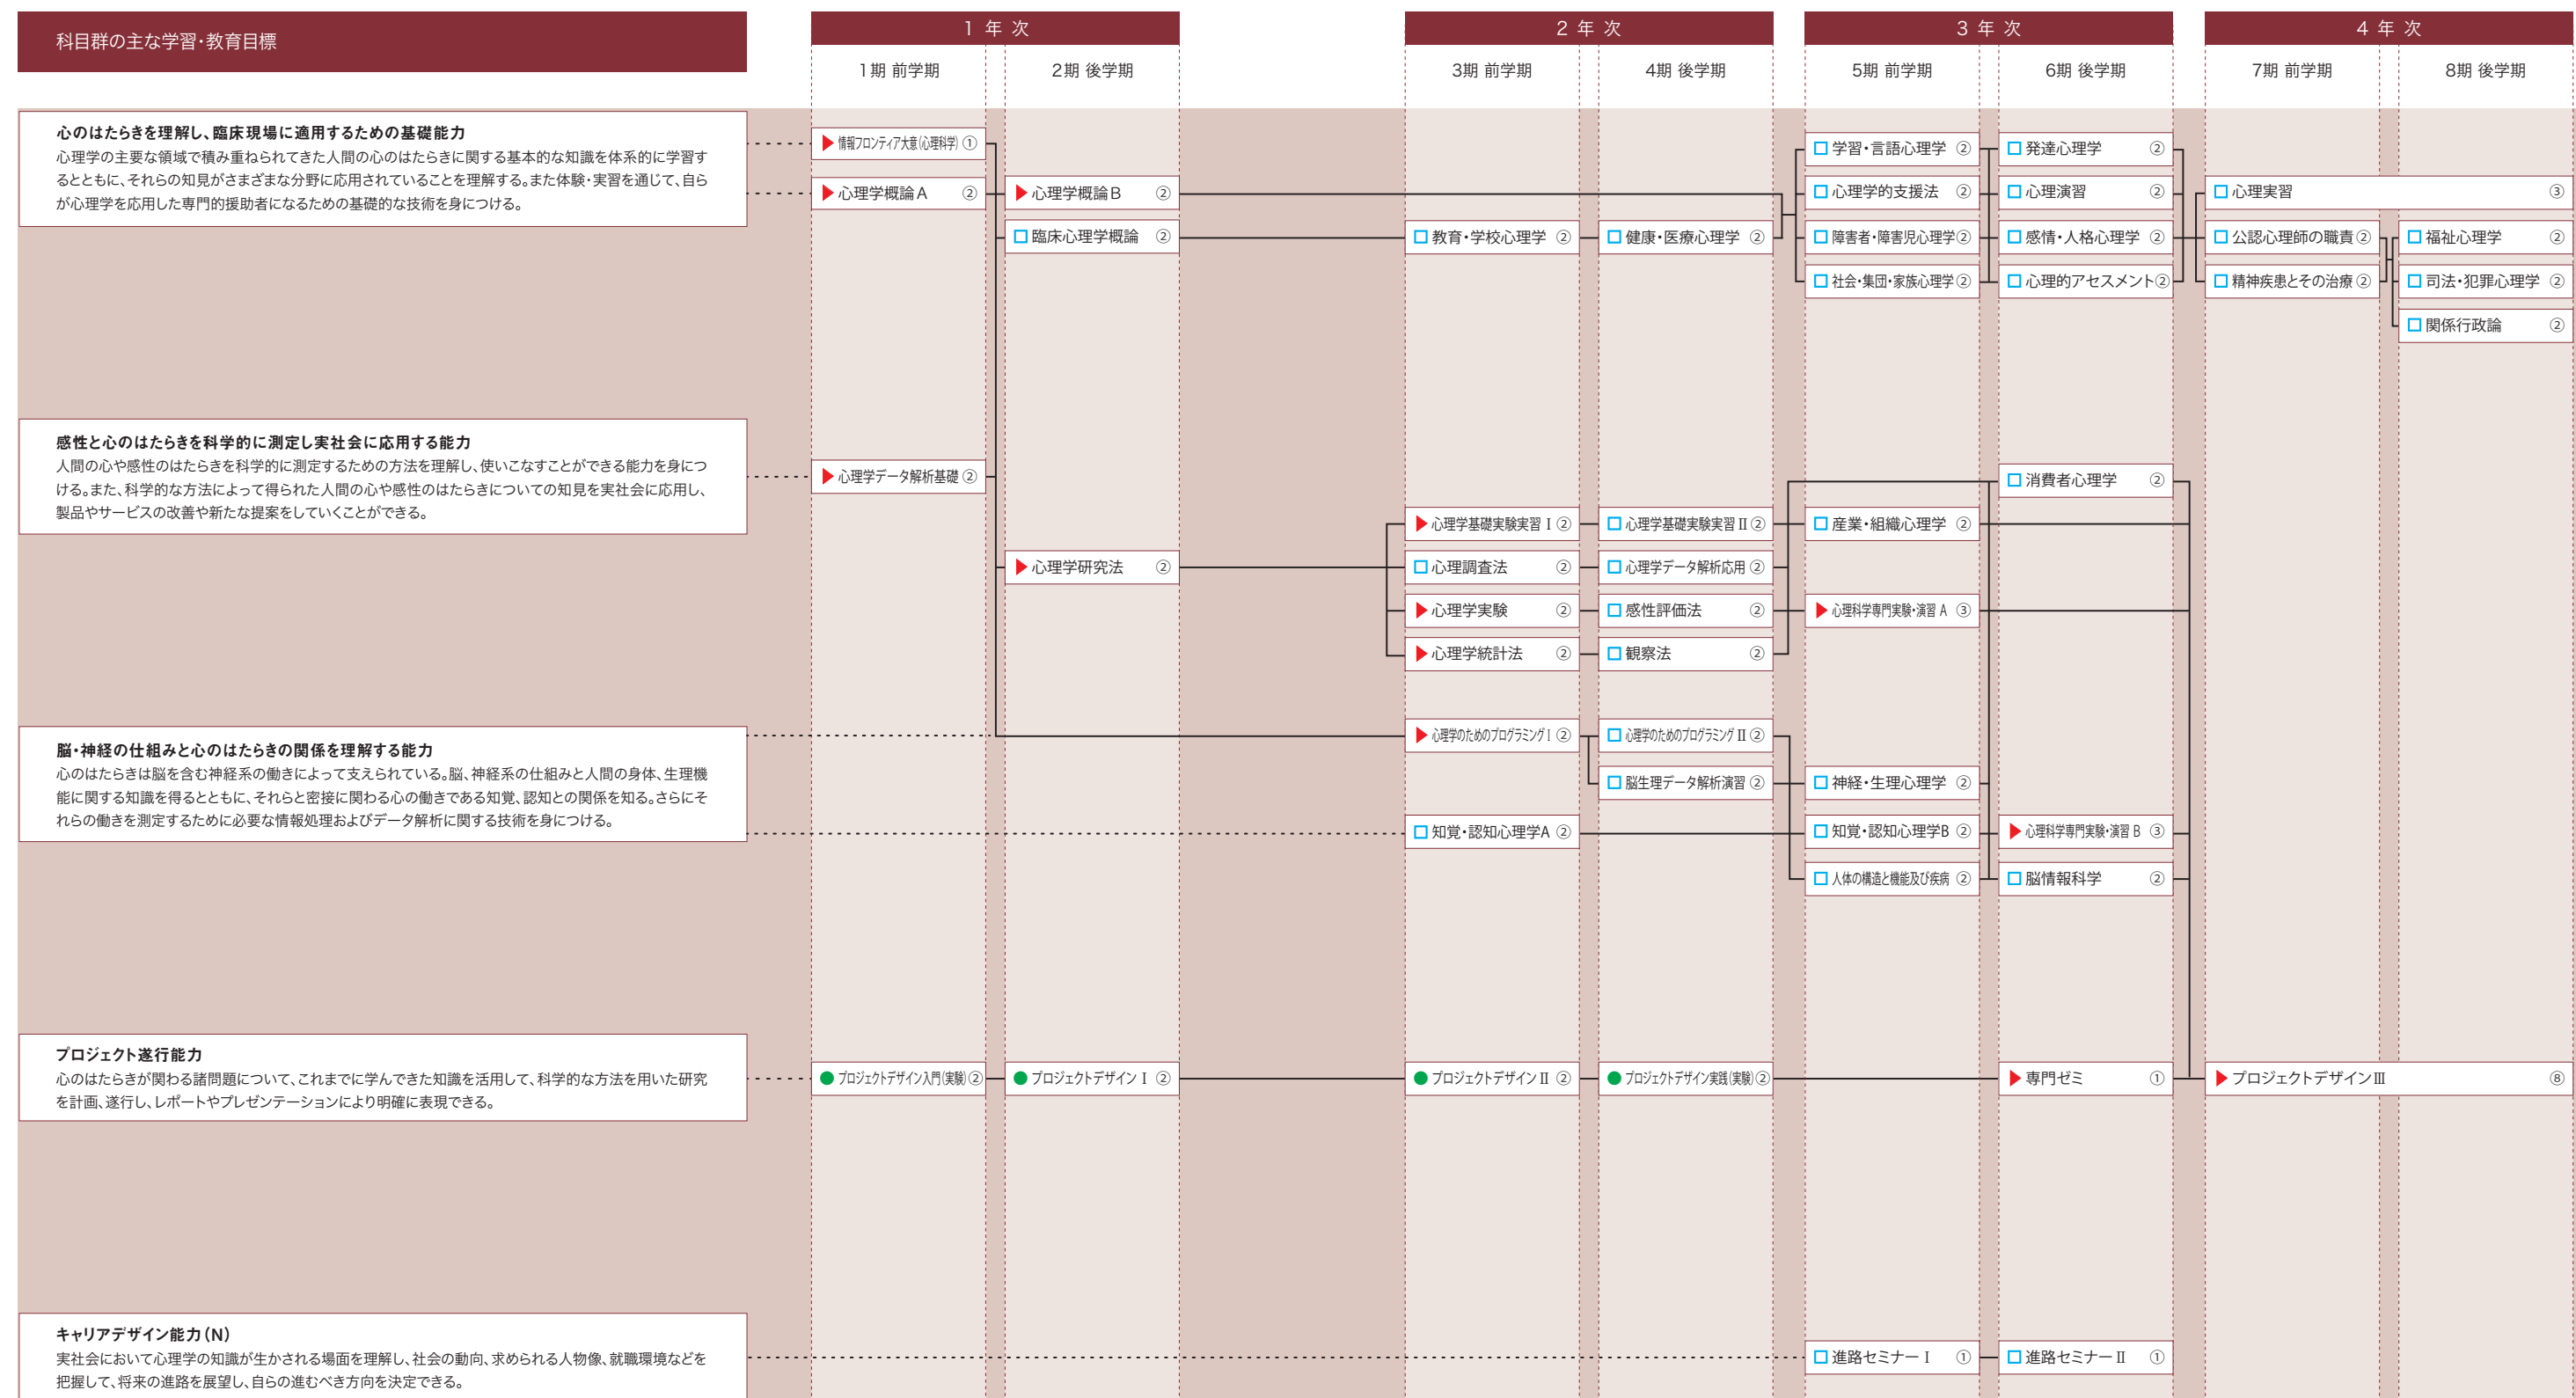 科目群の主な学習・教育目標
1 年 次
2 年 次
3 年 次
4 年 次
1期 前学期
2期 後学期
3期 前学期
4期 後学期
5期 前学期
6期 後学期
7期 前学期
8期 後学期
心のはたらきを理解し、臨床現場に適用するための基礎能力
心理学の主要な領域で積み重ねられてきた人間の心のはたらきに関する基本的な知識を体系的に学習す
るとともに、それらの知見がさまざまな分野に応用されていることを理解する。また体験・実習を通じて、自ら
が心理学を応用した専門的援助者になるための基礎的な技術を身につける。
▶情報フロンティア大意(心理科学) ①
▶心理学概論A ②
▶心理学概論B ②
□臨床心理学概論 ②
□教育・学校心理学 ②
□健康・医療心理学 ②
□学習・言語心理学 ②
□心理学的支援法 ②
□障害者・障害児心理学 ②
□社会・集団・家族心理学 ②
□発達心理学 ②
□心理演習 ②
□感情・人格心理学 ②
□心理的アセスメント ②
□心理実習 ③
□公認心理師の職責 ②
□精神疾患とその治療 ②
□福祉心理学 ②
□司法・犯罪心理学 ②
□関係行政論 ②
感性と心のはたらきを科学的に測定し実社会に応用する能力
人間の心や感性のはたらきを科学的に測定するための方法を理解し、使いこなすことができる能力を身につ
ける。また、科学的な方法によって得られた人間の心や感性のはたらきについての知見を実社会に応用し、
製品やサービスの改善や新たな提案をしていくことができる。
▶心理学データ解析基礎 ②
▶心理学研究法 ②
▶心理学基礎実験実習 Ⅰ ②
□心理調査法 ②
▶心理学実験 ②
▶心理学統計法 ②
□心理学基礎実験実習 Ⅱ ②
□心理学データ解析応用 ②
□感性評価法 ②
□観察法 ②
□産業・組織心理学 ②
▶心理科学専門実験・演習 A ③
□消費者心理学 ②
脳・神経の仕組みと心のはたらきの関係を理解する能力
心のはたらきは脳を含む神経系の働きによって支えられている。脳、神経系の仕組みと人間の身体、生理機
能に関する知識を得るとともに、それらと密接に関わる心の働きである知覚、認知との関係を知る。さらにそ
れらの働きを測定するために必要な情報処理およびデータ解析に関する技術を身につける。
▶心理学のためのプログラミング Ⅰ ②
□知覚・認知心理学A ②
□心理学のためのプログラミング Ⅱ ②
□脳生理データ解析演習 ②
□神経・生理心理学 ②
□知覚・認知心理学B ②
□人体の構造と機能及び疾病 ②
▶心理科学専門実験・演習 B ③
□脳情報科学 ②
プロジェクト遂行能力
心のはたらきが関わる諸問題について、これまでに学んできた知識を活用して、科学的な方法を用いた研究
を計画、遂行し、レポートやプレゼンテーションにより明確に表現できる。
●プロジェクトデザイン入門(実験) ②
●プロジェクトデザイン Ⅰ ②
●プロジェクトデザイン Ⅱ ②
●プロジェクトデザイン実践(実験) ②
▶専門ゼミ ①
▶プロジェクトデザインⅢ ⑧
キャリアデザイン能力(N)
実社会において心理学の知識が生かされる場面を理解し、社会の動向、求められる人物像、就職環境などを
把握して、将来の進路を展望し、自らの進むべき方向を決定できる。
□進路セミナー Ⅰ ①
□進路セミナー Ⅱ ①